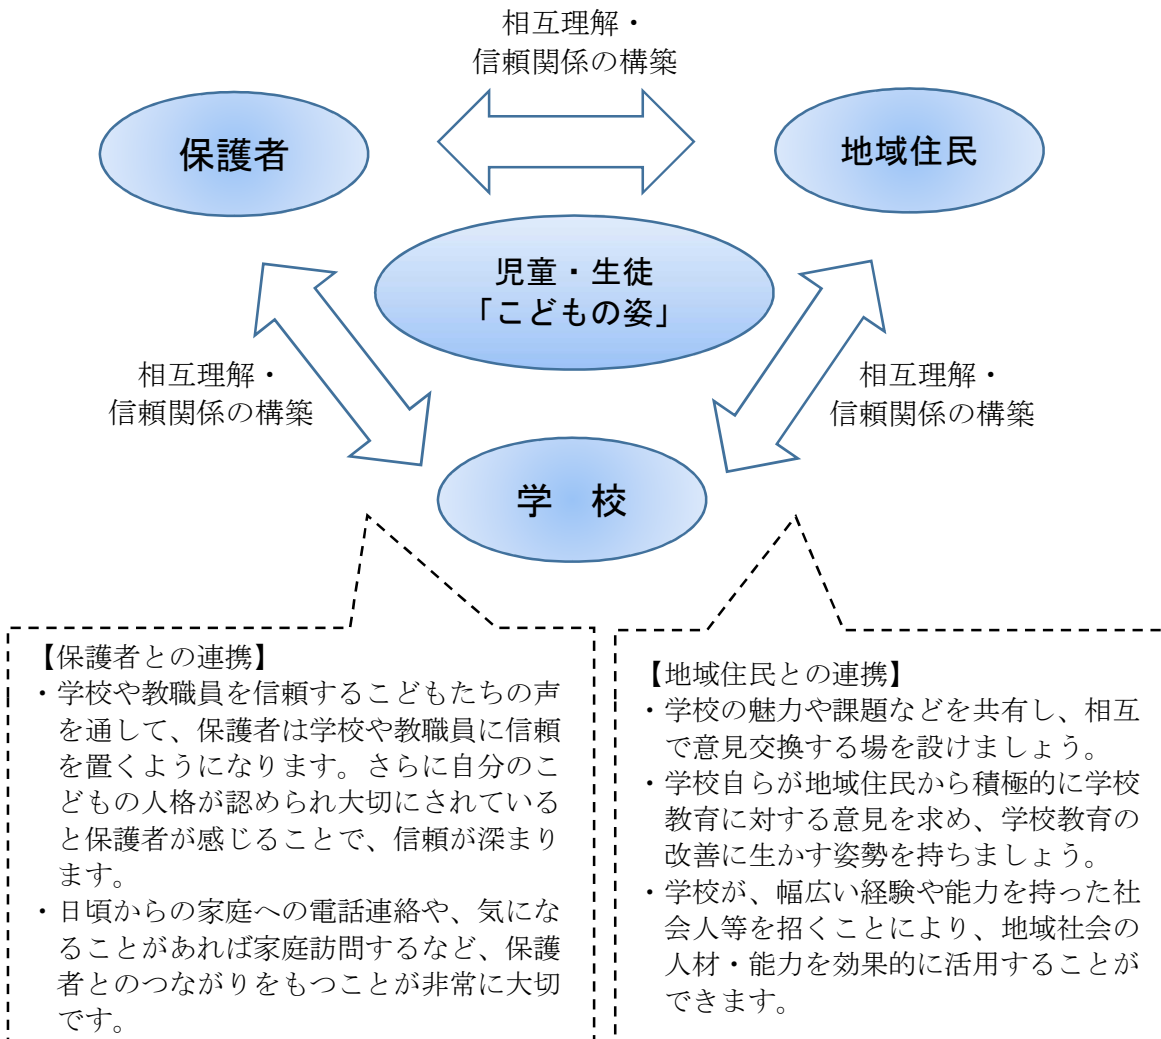 相互理解・
信頼関係の構築
保護者
地域住民
児童・生徒
「こどもの姿」
相互理解・
信頼関係の構築
相互理解・
信頼関係の構築
学　校
【保護者との連携】
・学校や教職員を信頼するこどもたちの声
を通して、保護者は学校や教職員に信頼
を置くようになります。さらに自分のこ
どもの人格が認められ大切にされている
と保護者が感じることで、信頼が深まり
ます。
・日頃からの家庭への電話連絡や、気にな
ることがあれば家庭訪問するなど、保護
者とのつながりをもつことが非常に大切
です。
【地域住民との連携】
・学校の魅力や課題などを共有し、相互
で意見交換する場を設けましょう。
・学校自らが地域住民から積極的に学校
教育に対する意見を求め、学校教育の
改善に生かす姿勢を持ちましょう。
・学校が、幅広い経験や能力を持った社
会人等を招くことにより、地域社会の
人材・能力を効果的に活用することが
できます。